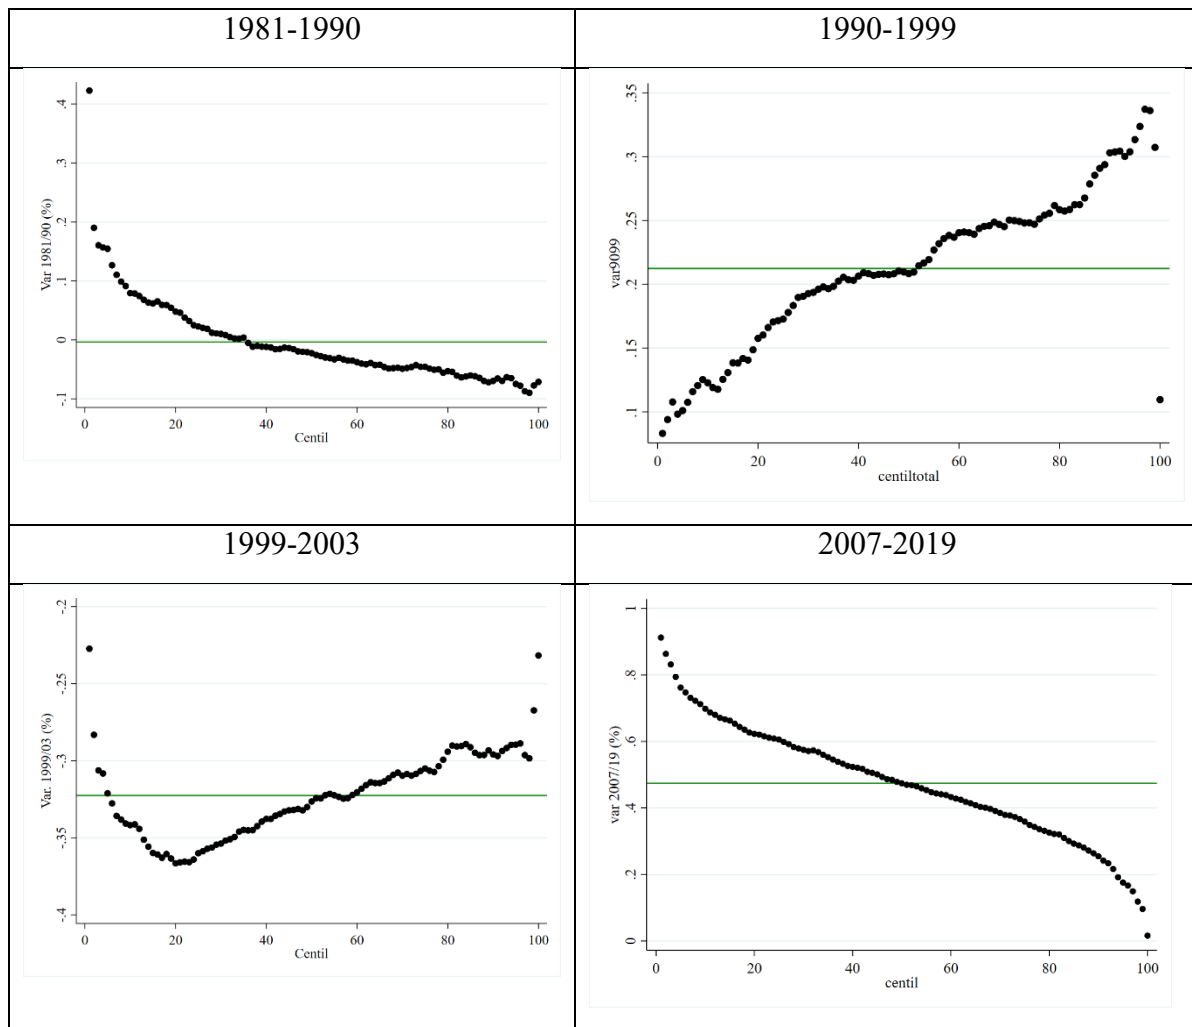 1981-1990
1990-1999
.4
.3
.2
.1
0
-.1
Var 1981/90 (%)
0 20 40 60 80 100
Centil
.35
.3
.25
.2
.15
.1
var9099
0 20 40 60 80 100
centiltotal
1999-2003
2007-2019
-.2
-.25
-.3
-.35
-.4
Var. 1999/03 (%)
0 20 40 60 80 100
Centil
1
.8
.6
.4
.2
0
var 2007/19 (%)
0 20 40 60 80 100
centil